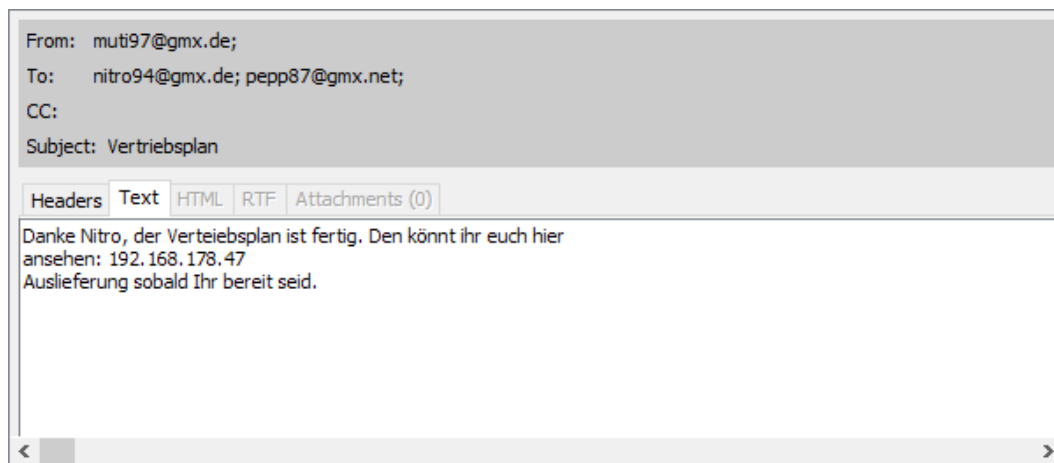 From: muti97@gmx.de;
To: nitro94@gmx.de; pepp87@gmx.net;
CC:
Subject: Vertriebsplan
Headers Text HTML RTF Attachments (0)
Danke Nitro, der Verteiebsplan ist fertig. Den könnt ihr euch hier
ansehen: 192.168.178.47
Auslieferung sobald Ihr bereit seid.